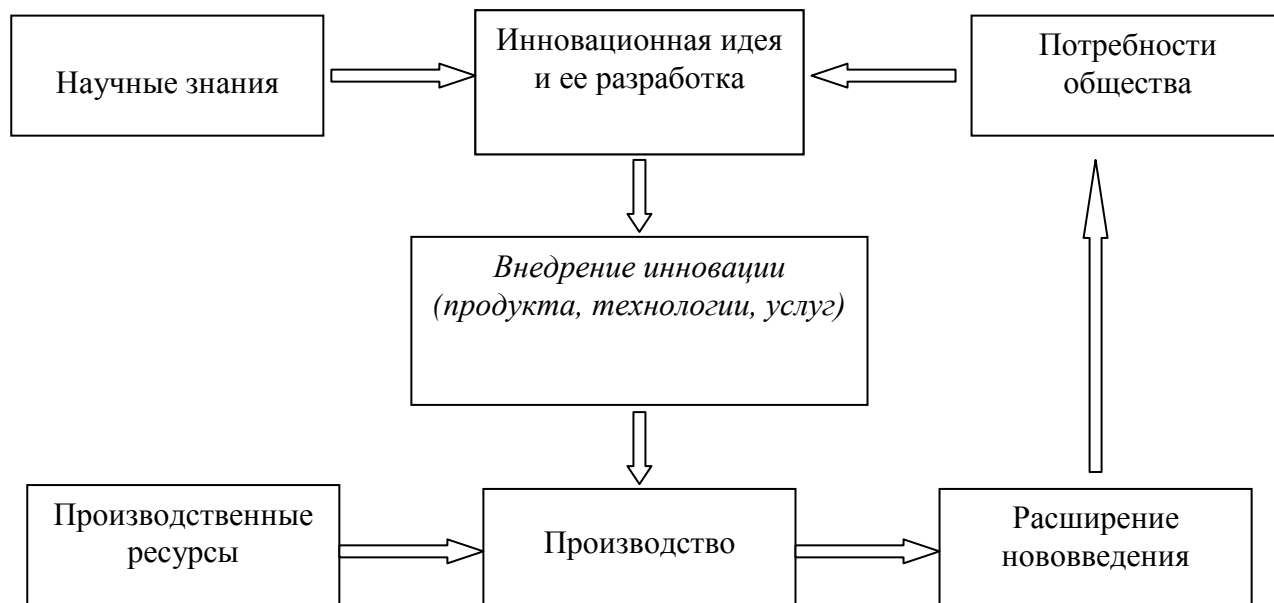 Научные знания
Инновационная идея
и ее разработка
Потребности
общества
Внедрение инновации
(продукта, технологии, услуг)
Производственные
ресурсы
Производство
Расширение
нововведения